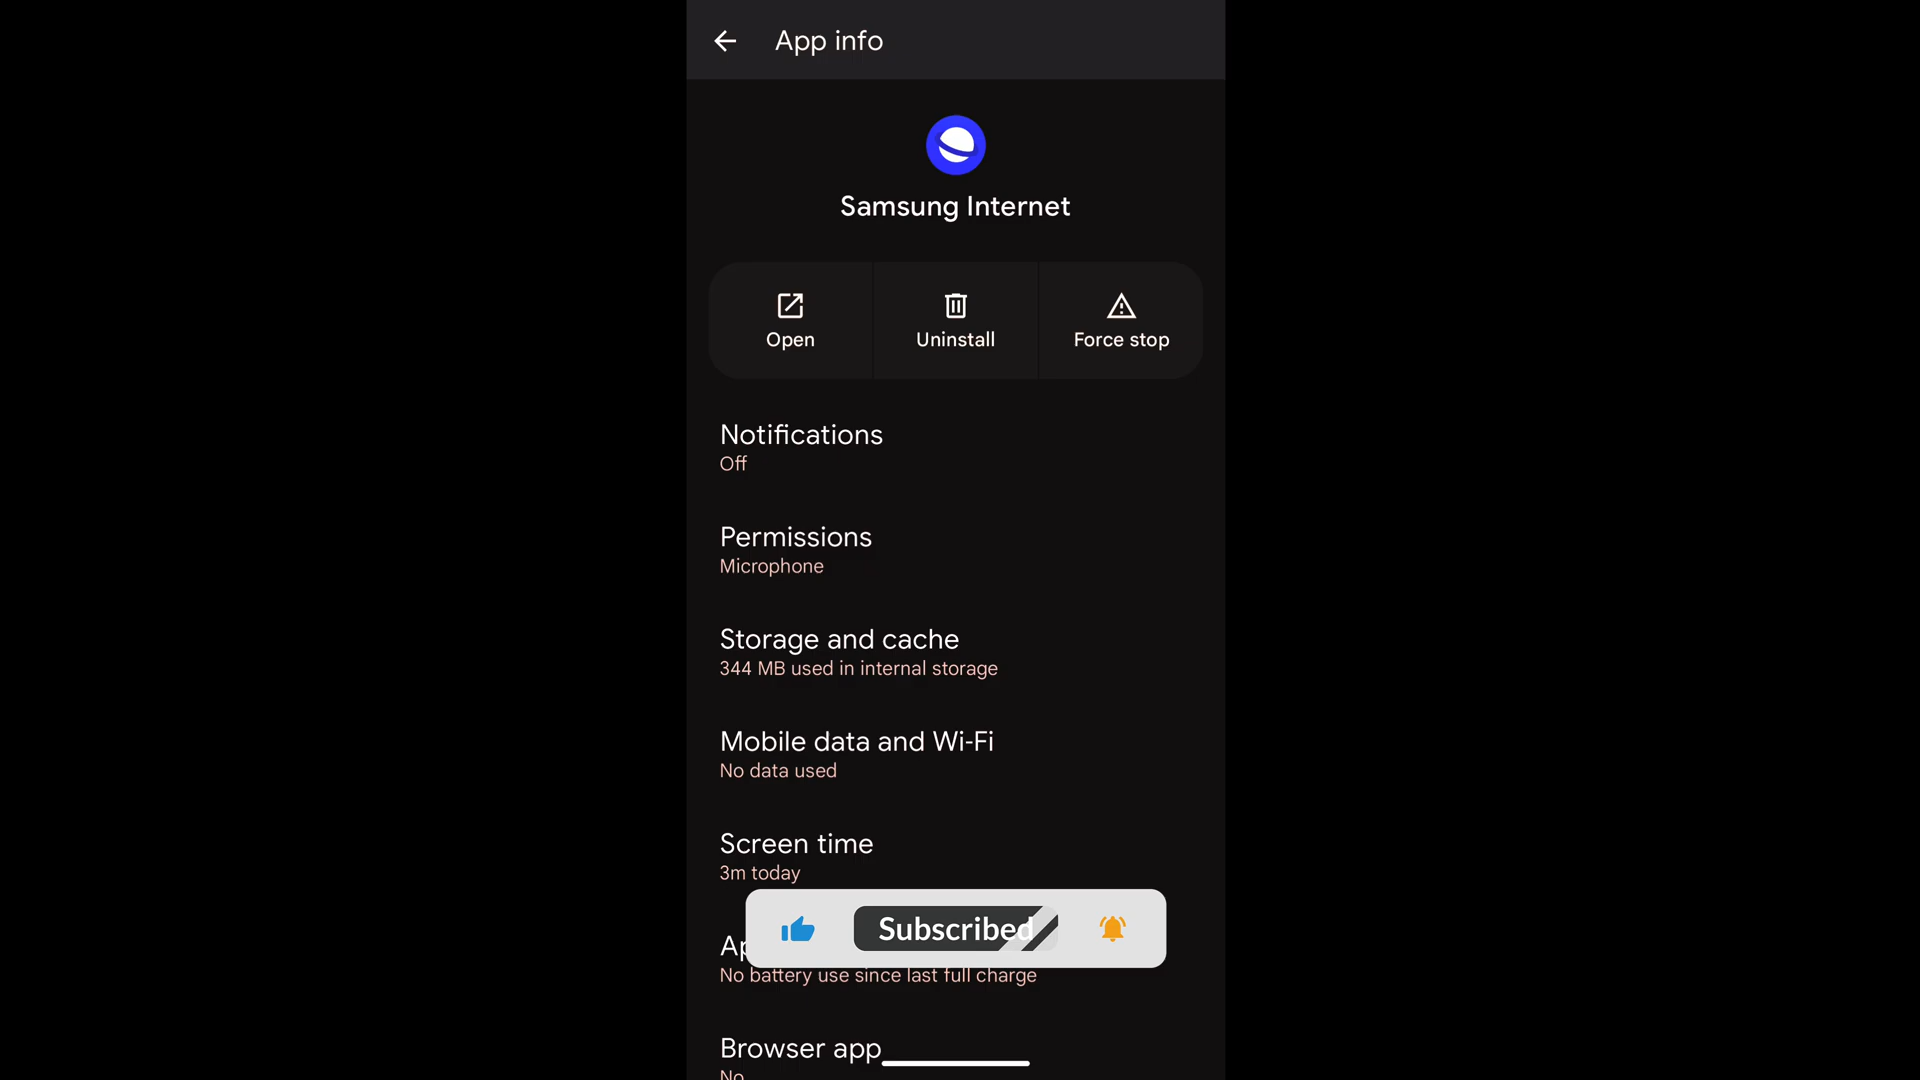 App info
Samsung Internet
Open
Uninstall
Force stop
Notifications
Off
Permissions
Microphone
Storage and cache
344 MB used in internal storage
Mobile data and Wi-Fi
No data used
Screen time
3m today
Subscribed
No battery use since last full charge
Browser app
No